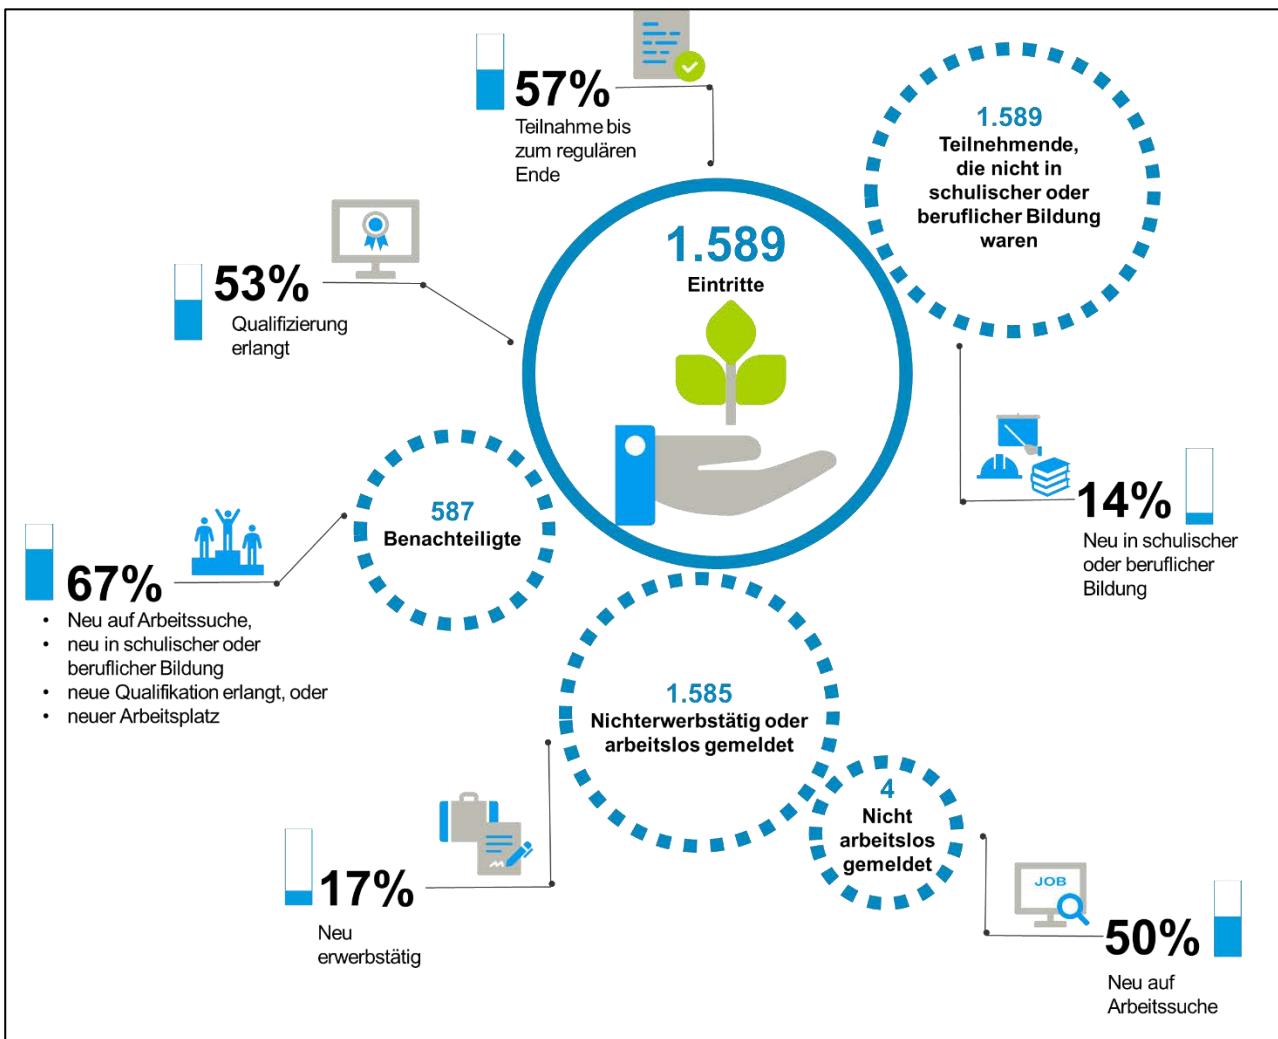 57%
Teilnahme bis
zum regulären
Ende
1.589
Teilnehmende,
die nicht in
schulischer oder
beruflicher Bildung
waren
1.589
Eintritte
53%
Qualifizierung
erlangt
14%
Neu in schulischer
oder beruflicher
Bildung
587
Benachteiligte
67%
• Neu auf Arbeitssuche,
• neu in schulischer oder
beruflicher Bildung
• neue Qualifikation erlangt, oder
• neuer Arbeitsplatz
1.585
Nichterwerbstätig oder
arbeitslos gemeldet
4
Nicht
arbeitslos
gemeldet
17%
Neu
erwerbstätig
JOB
50%
Neu auf
Arbeitssuche